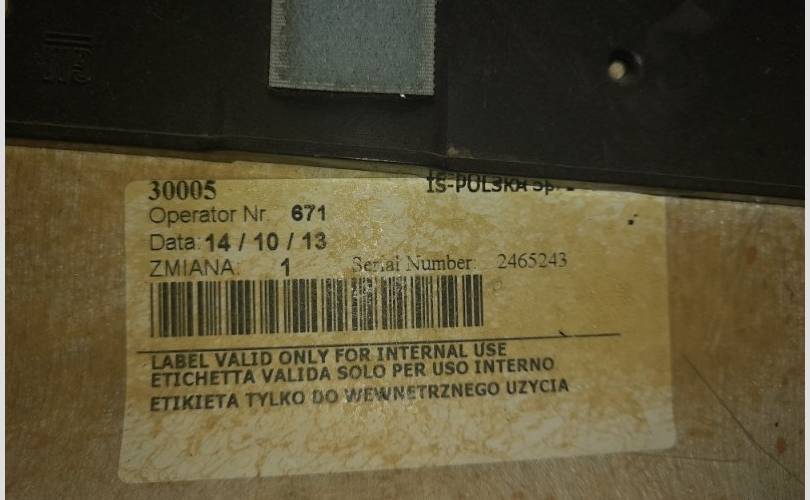 30005
IS-POLSKA Sp.
Operator Nr. 671
Data: 14 / 10 / 13
ZMIANA: 1 Serial Number: 2465243
LABEL VALID ONLY FOR INTERNAL USE
ETICHETTA VALIDA SOLO PER USO INTERNO
ETIKIETA TYLKO DO WEWNETRZNEGO UZYCIA